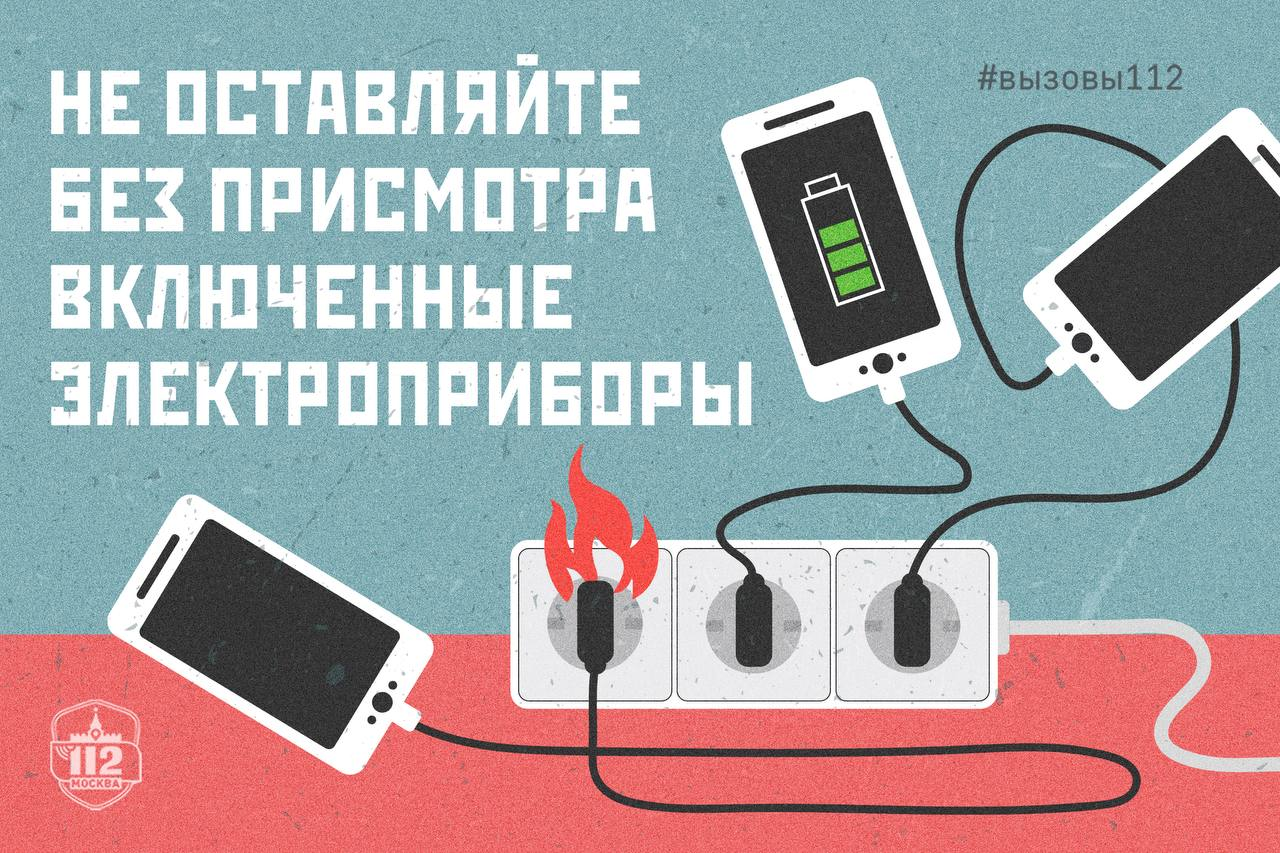 НЕ ОСТАВЛЯЙТЕ
БЕЗ ПРИСМОТРА
ВКЛЮЧЕННЫЕ
ЭЛЕКТРОПРИБОРЫ
#вызовы112
112
МОСКВА